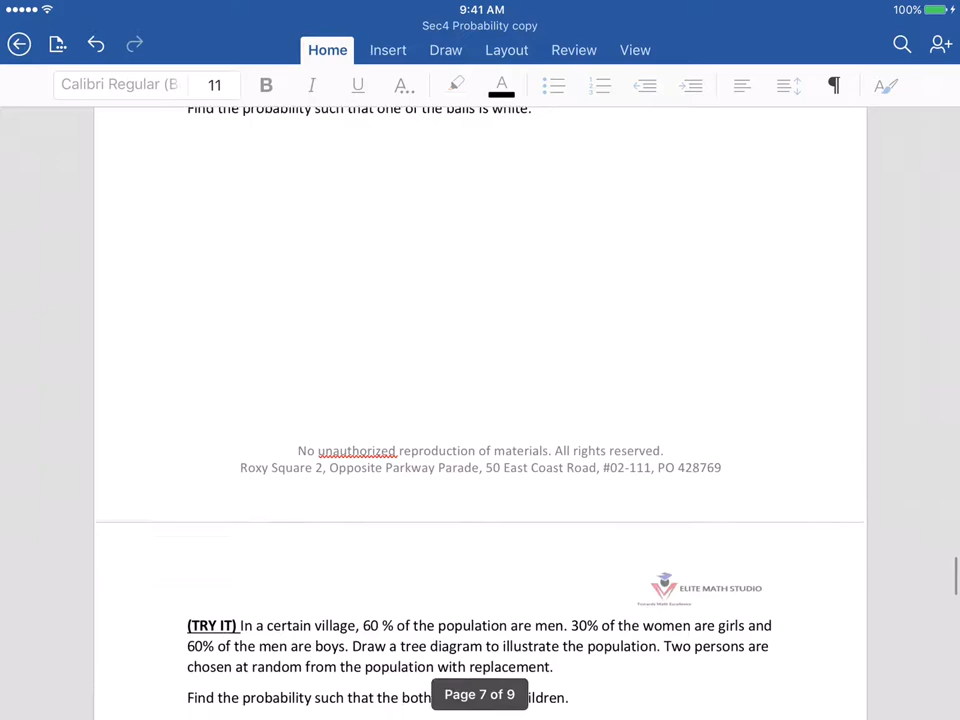 9:41 AM
100%
Sec4 Probability copy
Home Insert Draw Layout Review View
Calibri Regular (B 11 B I U A.. A
Find the probability such that one of the balls is white.
No unauthorized reproduction of materials. All rights reserved.
Roxy Square 2, Opposite Parkway Parade, 50 East Coast Road, #02-111, PO 428769
ELITE MATH STUDIO
(TRY IT) In a certain village, 60 % of the population are men. 30% of the women are girls and
60% of the men are boys. Draw a tree diagram to illustrate the population. Two persons are
chosen at random from the population with replacement.
Find the probability such that the both ildren.
Page 7 of 9